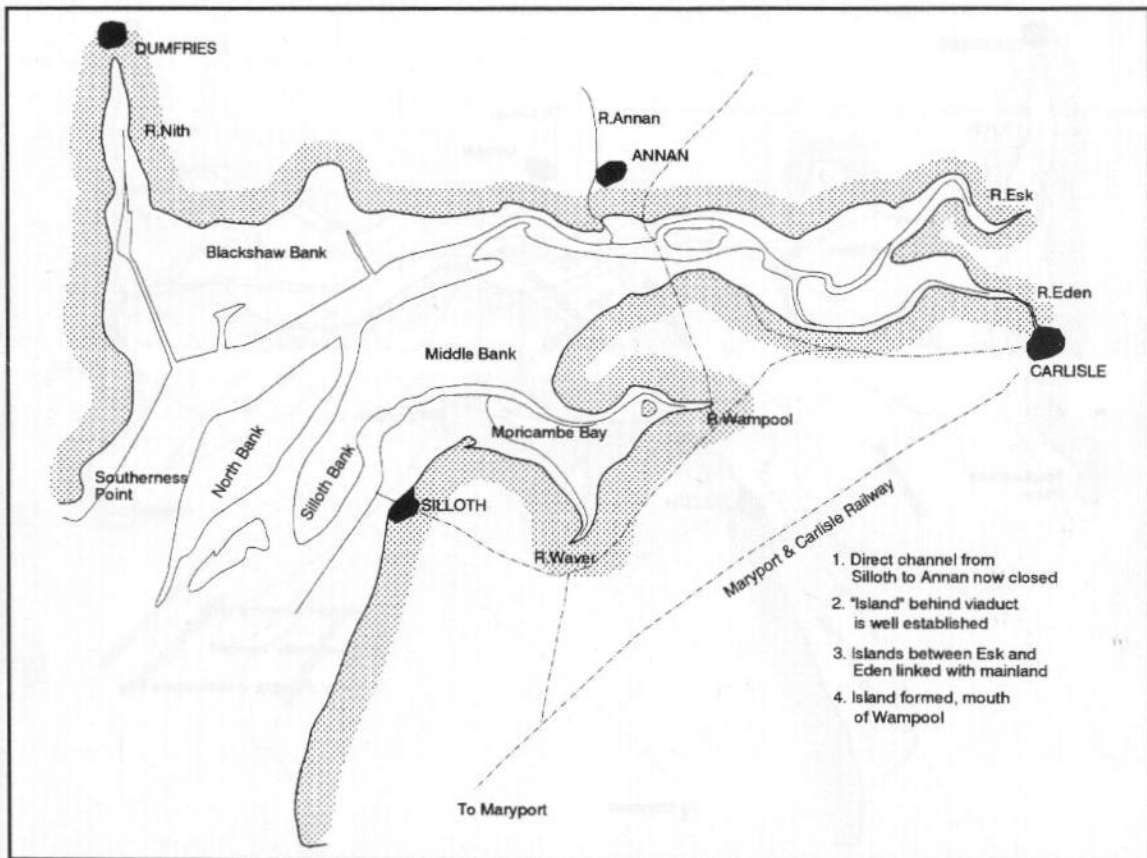 DUMFRIES
R.Nith
R.Annan
ANNAN
R.Esk
Blackshaw Bank
R.Eden
Middle Bank
CARLISLE
Moricambe Bay
R.Wampool
North Bank
Silloth Bank
Southerness
Point
SILLOTH
R.Waver
Maryport & Carlisle Railway
1. Direct channel from
Silloth to Annan now closed
2. "Island" behind viaduct
is well established
3. Islands between Esk and
Eden linked with mainland
4. Island formed, mouth
of Wampool
To Maryport